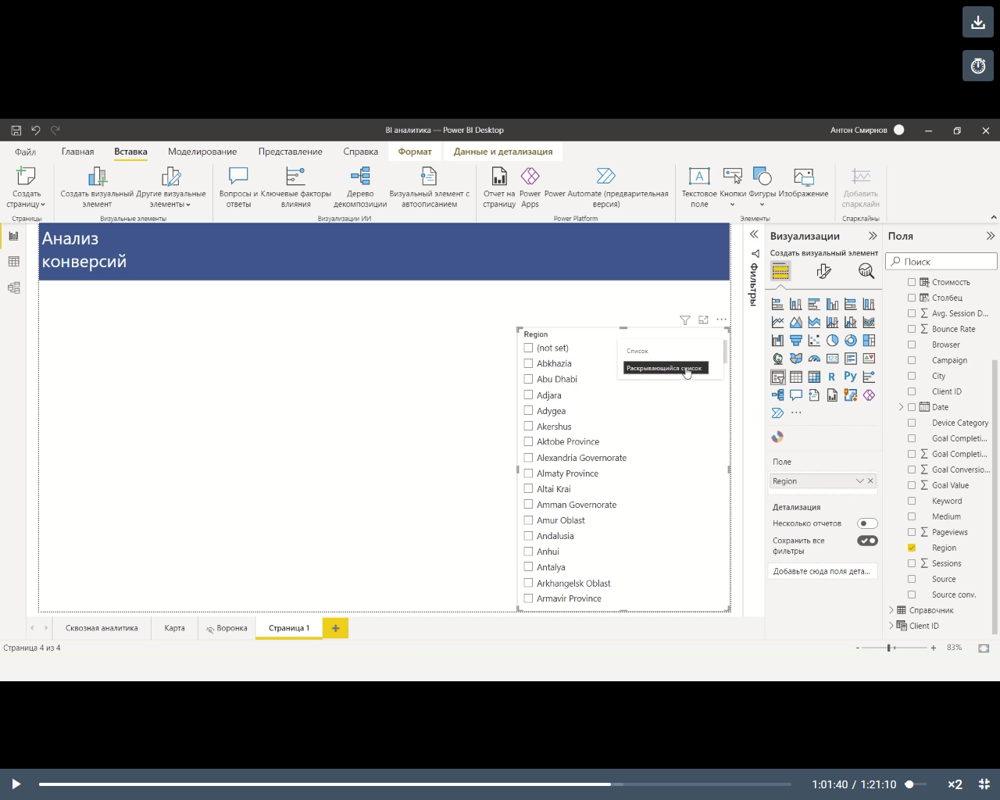 BI аналитика — Power BI Desktop
Антон Смирнов
Файл
Главная
Вставка
Моделирование
Представление
Справка
Формат
Данные и детализация
Создать страницу
Создать визуальный элемент
Другие визуальные элементы
Вопросы и ответы
Ключевые факторы влияния
Дерево декомпозиции
Визуальный элемент с автоописанием
Отчет на страницу
Power Apps
Power Automate (предварительная версия)
Текстовое поле
Кнопки
Фигуры
Изображение
Добавить спарклайн
Страницы
Визуальные элементы
Визуализации ИИ
Power Platform
Элементы
Спарклайны
Анализ
конверсий
Region
(not set)
Abkhazia
Abu Dhabi
Adjara
Adygea
Akershus
Aktobe Province
Alexandria Governorate
Almaty Province
Altai Krai
Amman Governorate
Amur Oblast
Andalusia
Anhui
Antalya
Arkhangelsk Oblast
Armavir Province
Список
Раскрывающийся список
Фильтры
Визуализации
Создать визуальный элемент
R
Py
123
Поле
Region
Детализация
Несколько отчетов
Сохранить все
фильтры
Добавьте сюда поля дета...
Поля
Поиск
Стоимость
Столбец
Avg. Session D...
Bounce Rate
Browser
Campaign
City
Client ID
Date
Device Category
Goal Completi...
Goal Completi...
Goal Conversio...
Goal Value
Keyword
Medium
Pageviews
Region
Sessions
Source
Source conv.
Справочник
Client ID
Сквозная аналитика
Карта
Воронка
Страница 1
Страница 4 из 4
- + 83%
1:01:40 / 1:21:10
×2